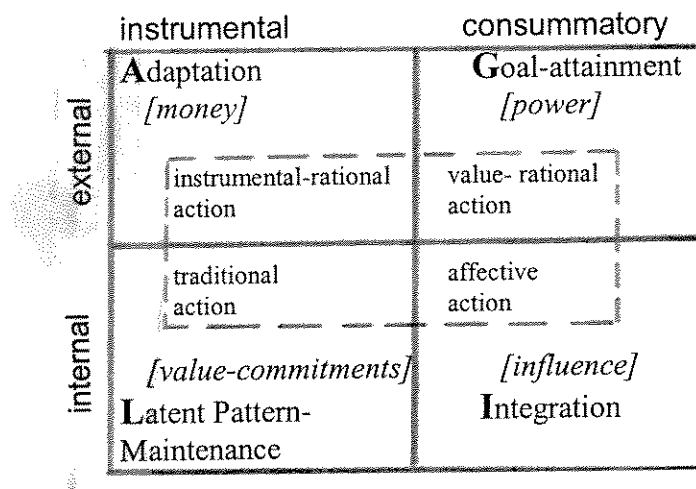 instrumental consummatory
external
Adaptation
[money]
Goal-attainment
[power]
instrumental-rational
action
value- rational
action
internal
traditional
action
affective
action
[value-commitments]
[influence]
Latent Pattern-
Maintenance
Integration